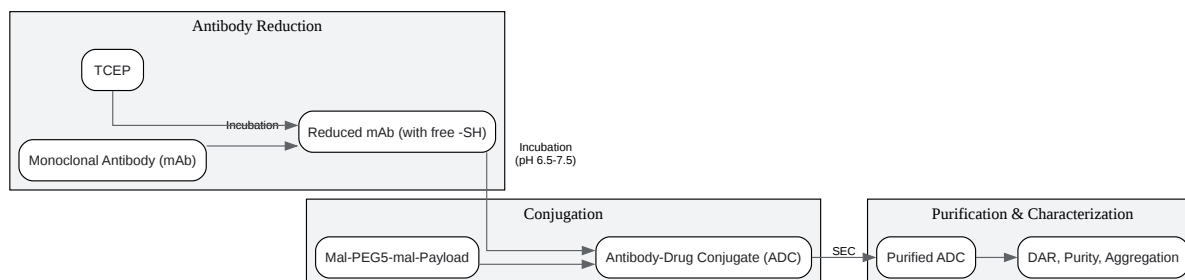 Antibody Reduction
TCEP
Incubation
Reduced mAb (with free -SH)
Monoclonal Antibody (mAb)
Incubation
(pH 6.5-7.5)
Conjugation
Mal-PEG5-mal-Payload
Antibody-Drug Conjugate (ADC)
SEC
Purification & Characterization
Purified ADC
DAR, Purity, Aggregation